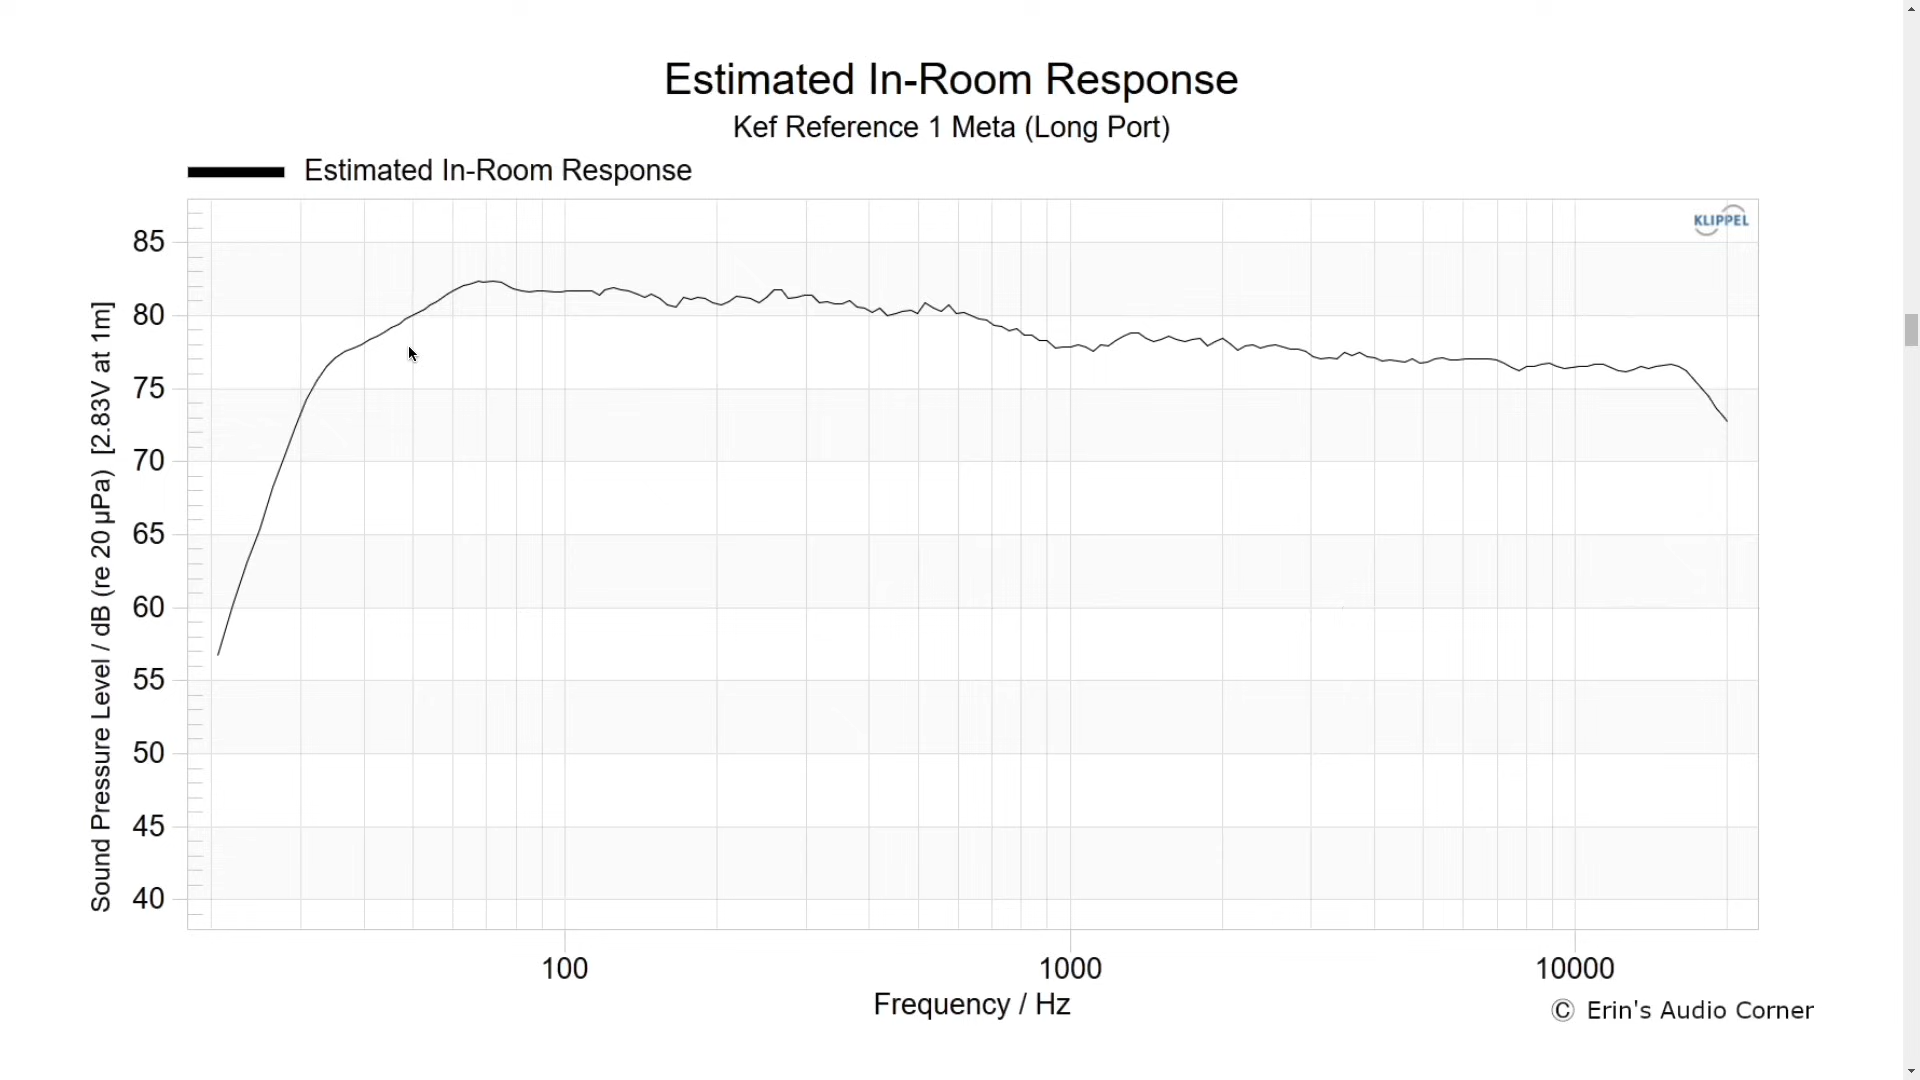 Estimated In-Room Response
Kef Reference 1 Meta (Long Port)
Estimated In-Room Response
KLIPPEL
85
80
75
70
65
60
55
50
45
40
Sound Pressure Level / dB (re 20 µPa) [2.83V at 1m]
100 1000 10000
Frequency / Hz
© Erin's Audio Corner